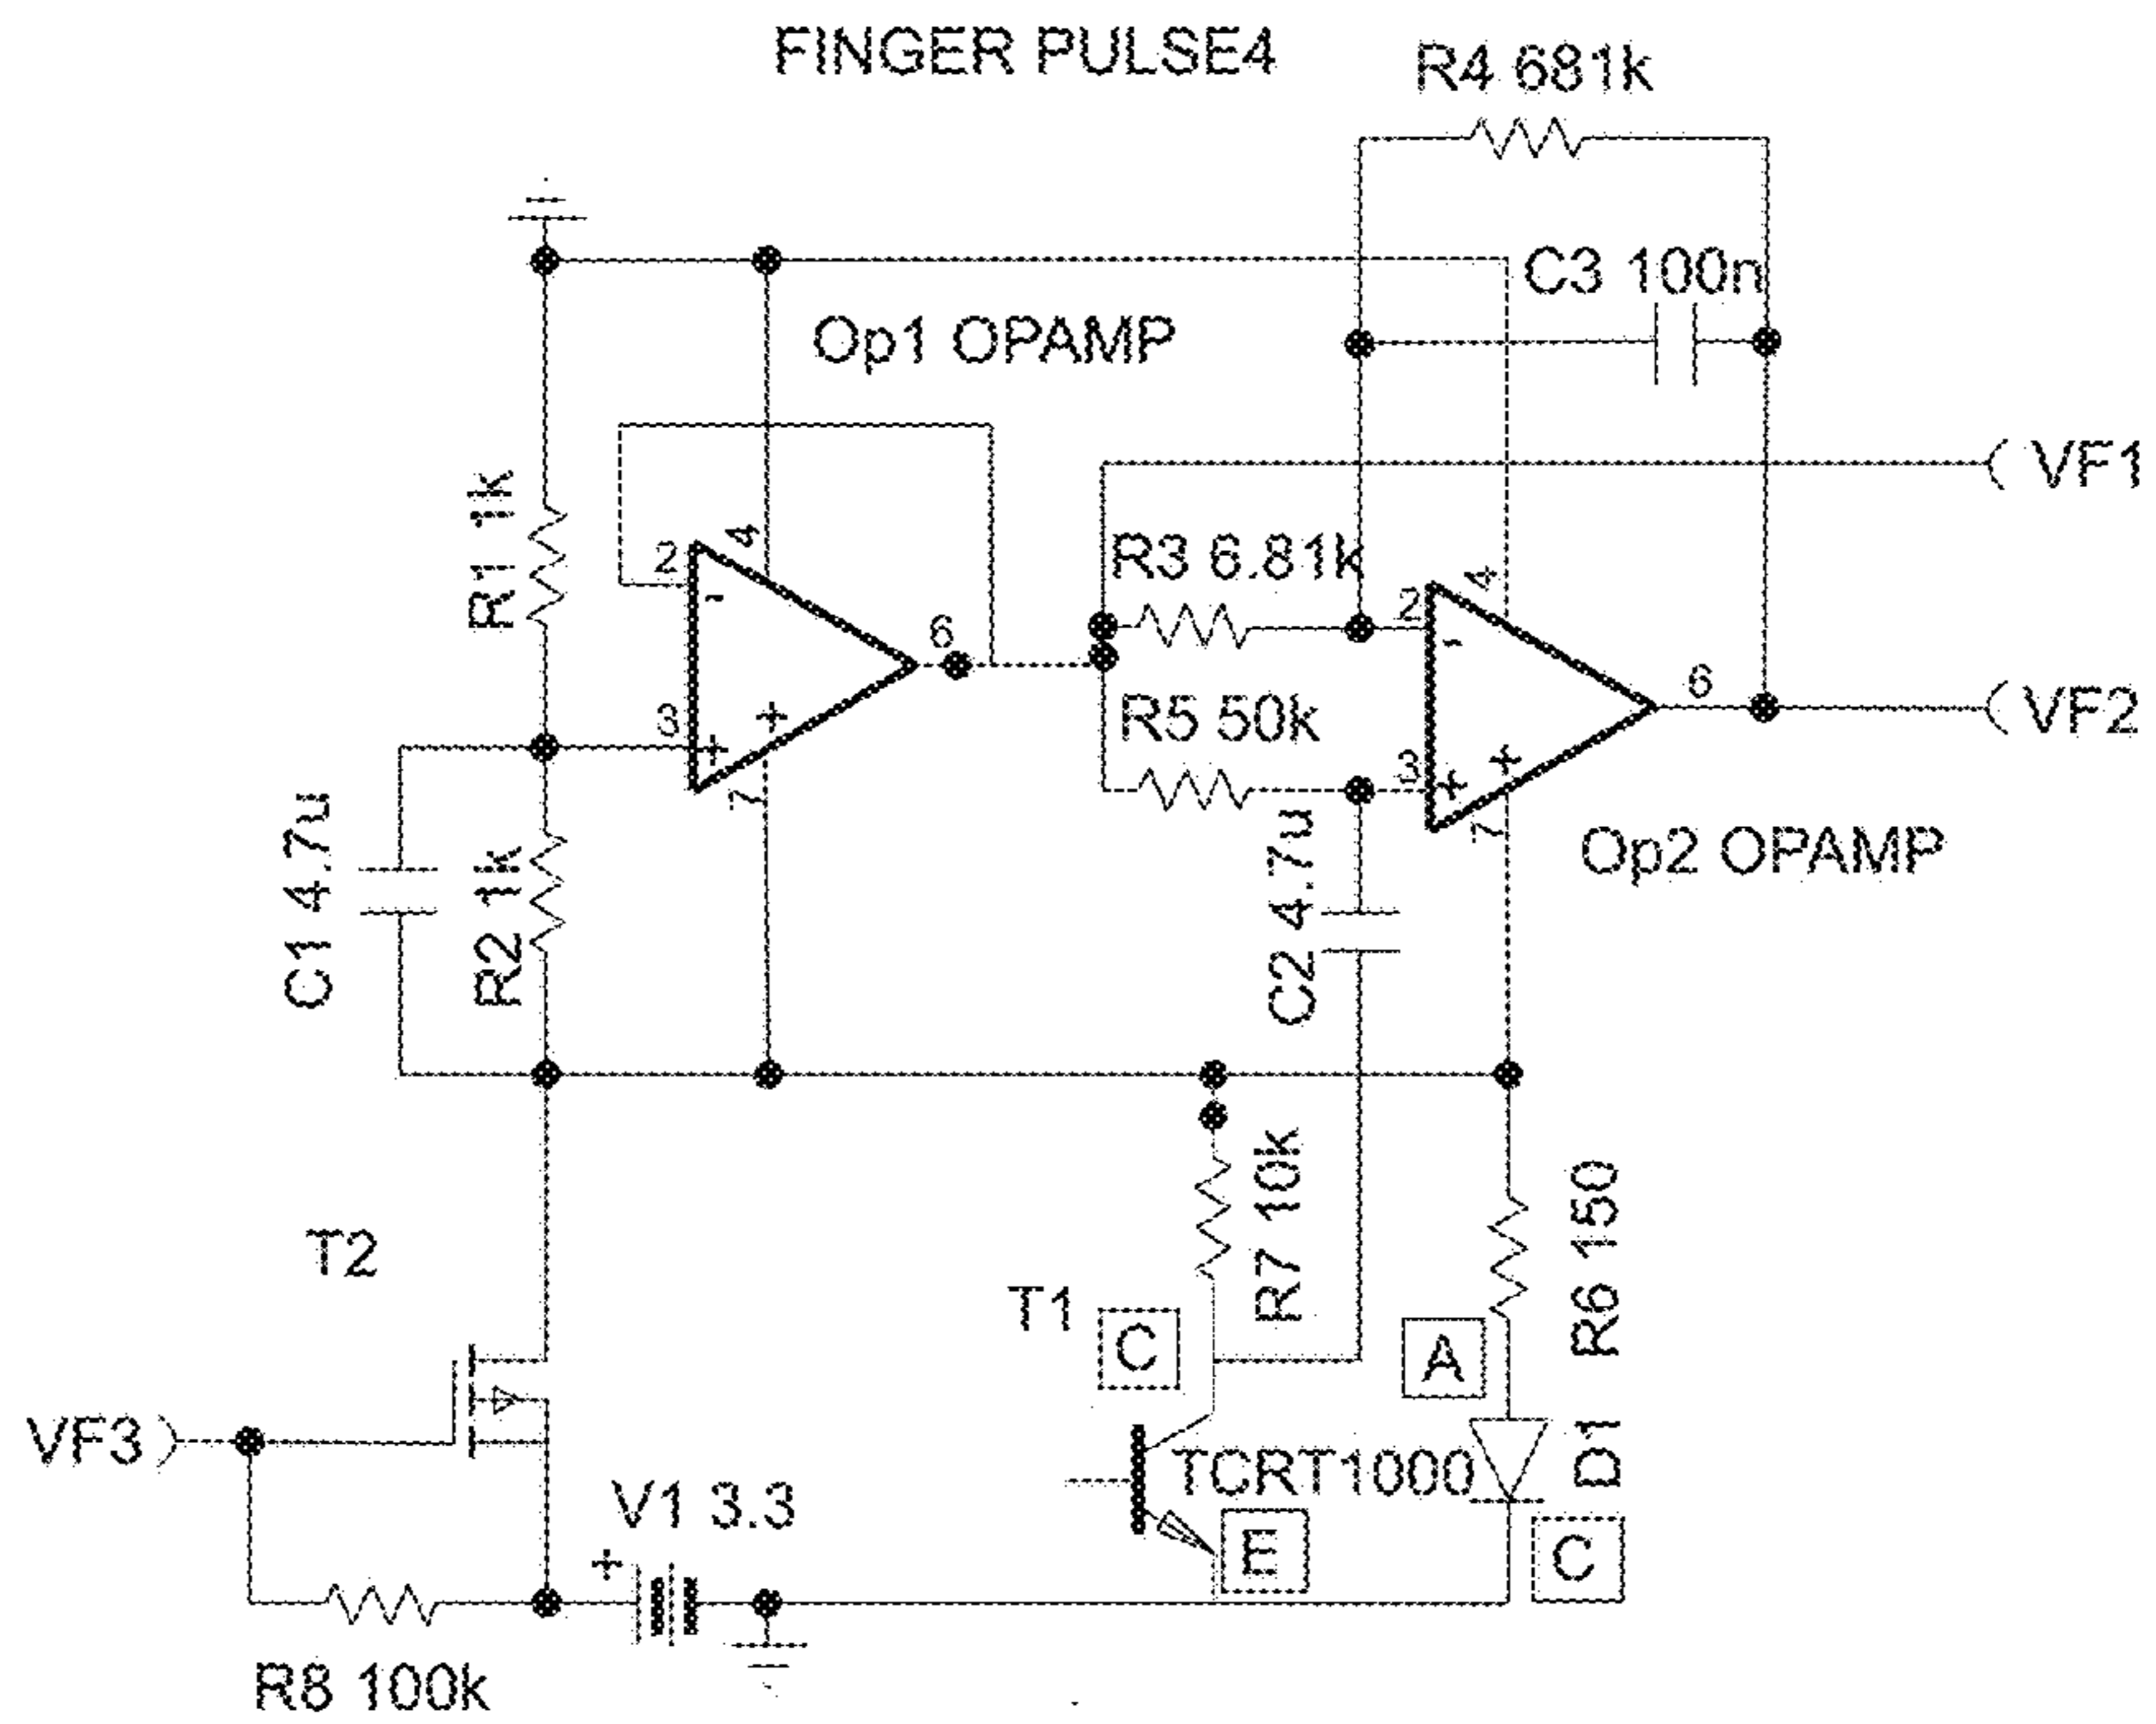 FINGER PULSE4
R4 681k
C3 100n
Op1 OPAMP
VF1
R1 1k
2
-
4
6
R3 6.81k
2
-
4
3
+
+
7
R5 50k
6
VF2
3
+
+
7
Op2 OPAMP
C1 4.7u
R2 1k
C2 4.7u
T2
T1
C
R7 10k
A
R6 150
VF3
TCRT1000
D1
V1 3.3
+
E
C
R8 100k